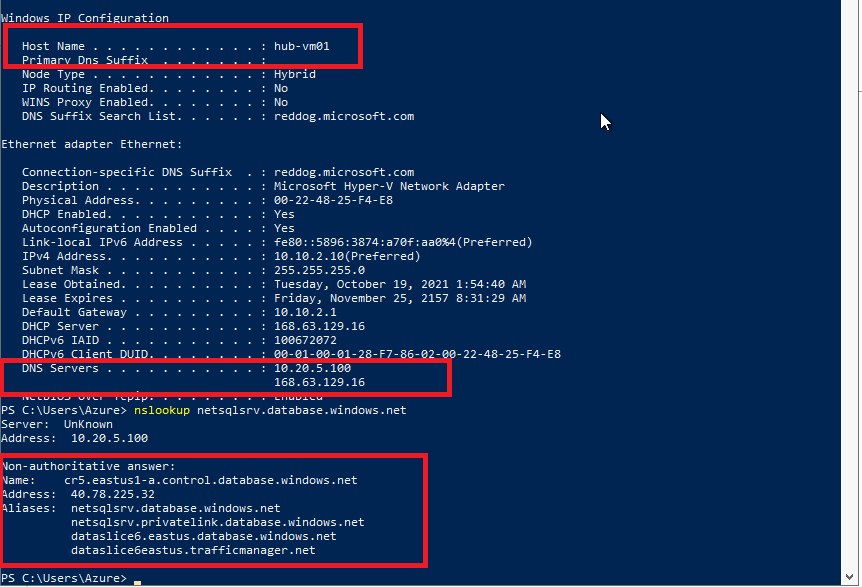 Windows IP Configuration
Host Name . . . . . . . . . . . . : hub-vm01
Primary Dns Suffix . . . . . . . :
Node Type . . . . . . . . . . . . : Hybrid
IP Routing Enabled. . . . . . . . : No
WINS Proxy Enabled. . . . . . . . : No
DNS Suffix Search List. . . . . . : reddog.microsoft.com
Ethernet adapter Ethernet:
Connection-specific DNS Suffix . : reddog.microsoft.com
Description . . . . . . . . . . . : Microsoft Hyper-V Network Adapter
Physical Address. . . . . . . . . : 00-22-48-25-F4-E8
DHCP Enabled. . . . . . . . . . . : Yes
Autoconfiguration Enabled . . . . : Yes
Link-local IPv6 Address . . . . . : fe80::5896:3874:a70f:aa0%4(Preferred)
IPv4 Address. . . . . . . . . . . : 10.10.2.10(Preferred)
Subnet Mask . . . . . . . . . . . : 255.255.255.0
Lease Obtained. . . . . . . . . . : Tuesday, October 19, 2021 1:54:40 AM
Lease Expires . . . . . . . . . . : Friday, November 25, 2157 8:31:29 AM
Default Gateway . . . . . . . . . : 10.10.2.1
DHCP Server . . . . . . . . . . . : 168.63.129.16
DHCPv6 IAID . . . . . . . . . . . : 100672072
DHCPv6 Client DUID. . . . . . . . : 00-01-00-01-28-F7-86-02-00-22-48-25-F4-E8
DNS Servers . . . . . . . . . . . : 10.20.5.100
168.63.129.16
NetBIOS over Tcpip. . . . . . . . : Enabled
PS C:\Users\Azure> nslookup netsqlsrv.database.windows.net
Server: UnKnown
Address: 10.20.5.100
Non-authoritative answer:
Name: cr5.eastus1-a.control.database.windows.net
Address: 40.78.225.32
Aliases: netsqlsrv.database.windows.net
netsqlsrv.privatelink.database.windows.net
dataslice6.eastus.database.windows.net
dataslice6eastus.trafficmanager.net
PS C:\Users\Azure>